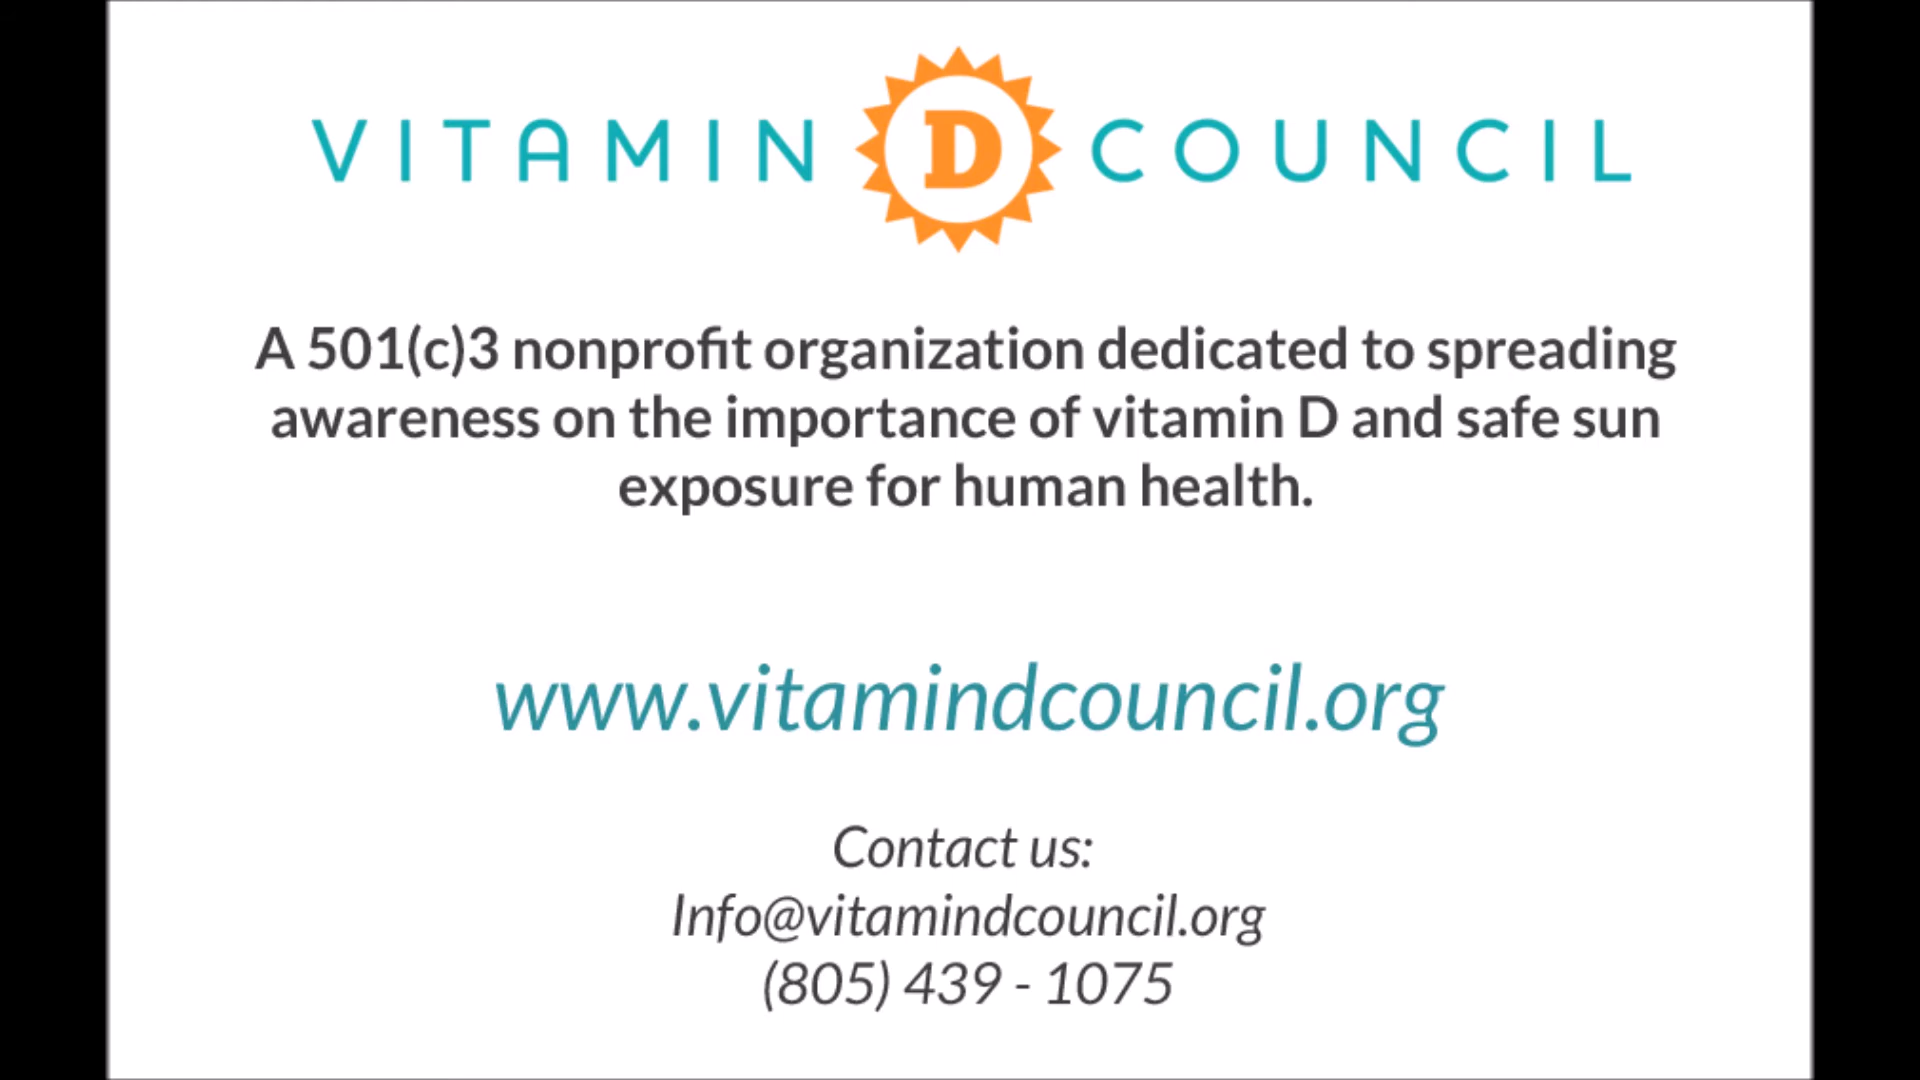 VITAMIN D COUNCIL
A 501(c)3 nonprofit organization dedicated to spreading
awareness on the importance of vitamin D and safe sun
exposure for human health.
www.vitamindcouncil.org
Contact us:
Info@vitamindcouncil.org
(805) 439 - 1075